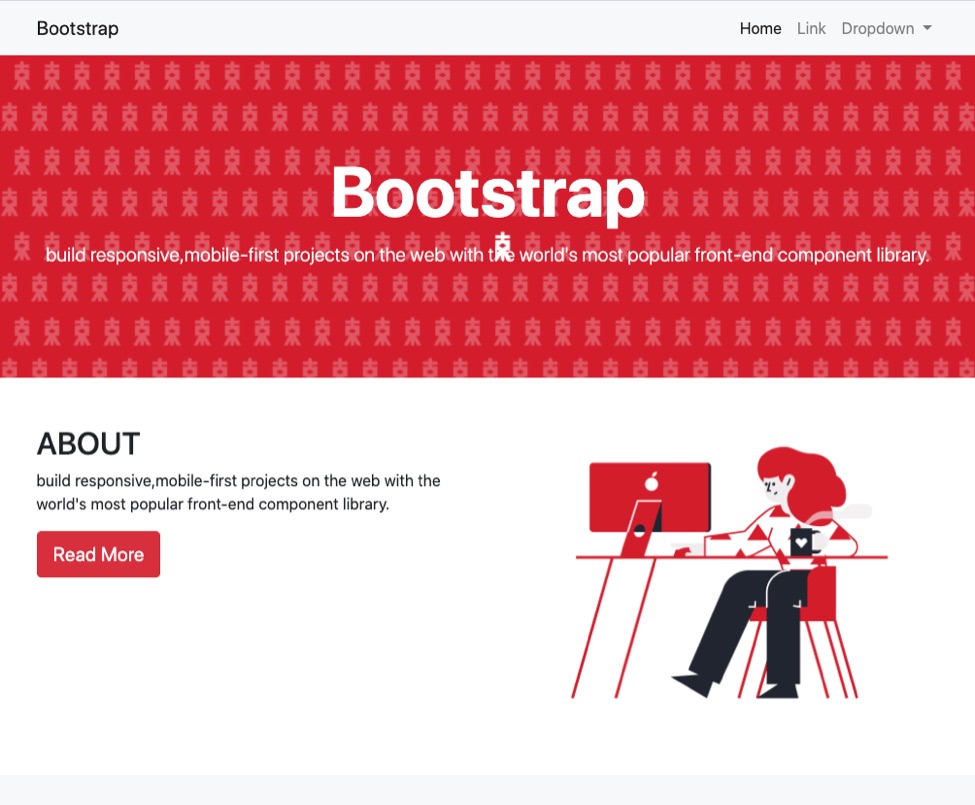 Bootstrap
Home Link Dropdown
Bootstrap
build responsive,mobile-first projects on the web with the world's most popular front-end component library.
ABOUT
build responsive,mobile-first projects on the web with the
world's most popular front-end component library.
Read More